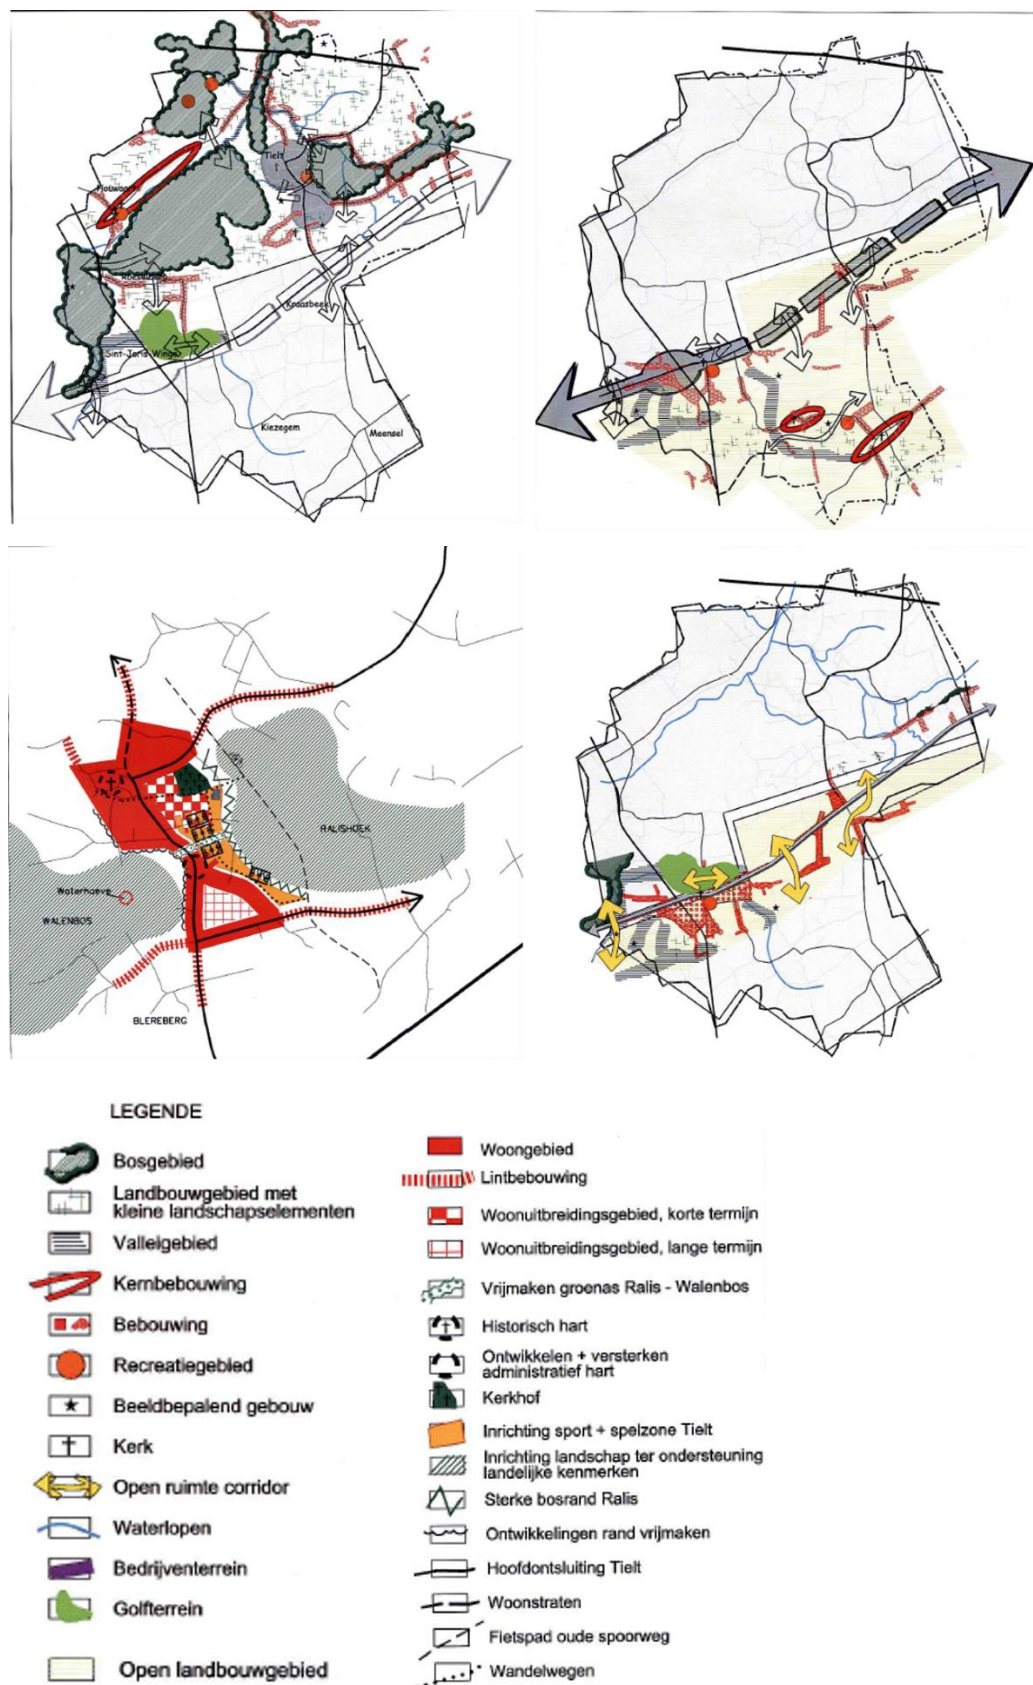 Tielt
Houwaart
Roeselberg
Kraasbeek
Sint-Joris-Winge
Kiezegem
Meensel
RALISHOEK
Waterhoeve
WALENBOS
BLEREBERG
LEGENDE
Bosgebied
Landbouwgebied met
kleine landschapselementen
Valleigebied
Kernbebouwing
Bebouwing
Recreatiegebied
Beeldbepalend gebouw
Kerk
Open ruimte corridor
Waterlopen
Bedrijventerrein
Golfterrein
Open landbouwgebied
Woongebied
Lintbebouwing
Woonuitbreidingsgebied, korte termijn
Woonuitbreidingsgebied, lange termijn
Vrijmaken groenas Ralis - Walenbos
Historisch hart
Ontwikkelen + versterken
administratief hart
Kerkhof
Inrichting sport + spelzone Tielt
Inrichting landschap ter ondersteuning
landelijke kenmerken
Sterke bosrand Ralis
Ontwikkelingen rand vrijmaken
Hoofdontsluiting Tielt
Woonstraten
Fietspad oude spoorweg
Wandelwegen